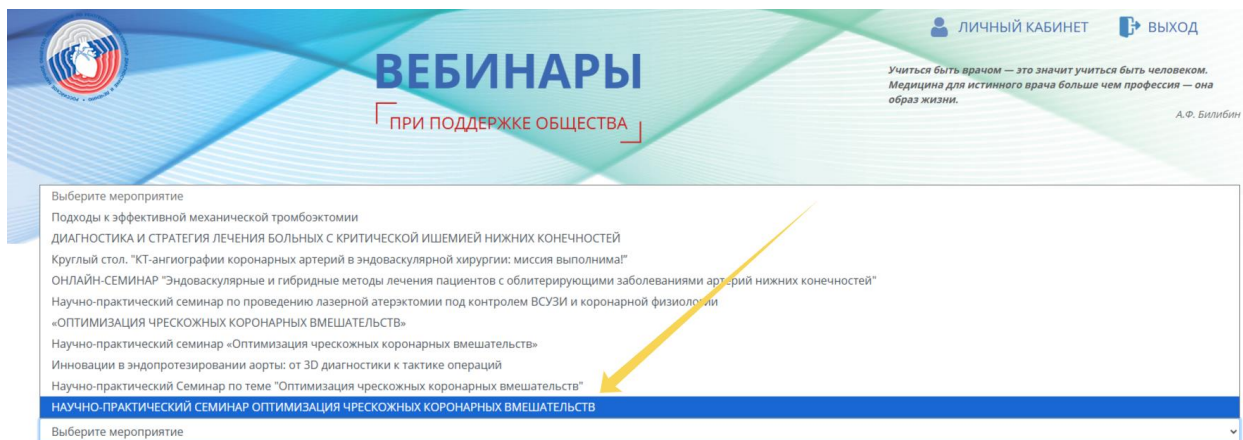 ЛИЧНЫЙ КАБИНЕТ
ВЫХОД
ВЕБИНАРЫ
ПРИ ПОДДЕРЖКЕ ОБЩЕСТВА
Учиться быть врачом — это значит учиться быть человеком.
Медицина для истинного врача больше чем профессия — она
образ жизни.
А.Ф. Билибин
Выберите мероприятие
Подходы к эффективной механической тромбоэктомии
ДИАГНОСТИКА И СТРАТЕГИЯ ЛЕЧЕНИЯ БОЛЬНЫХ С КРИТИЧЕСКОЙ ИШЕМИЕЙ НИЖНИХ КОНЕЧНОСТЕЙ
Круглый стол. "КТ-ангиографии коронарных артерий в эндоваскулярной хирургии: миссия выполнима!"
ОНЛАЙН-СЕМИНАР "Эндоваскулярные и гибридные методы лечения пациентов с облитерирующими заболеваниями артерий нижних конечностей"
Научно-практический семинар по проведению лазерной атерэктомии под контролем ВСУЗИ и коронарной физиологии
«ОПТИМИЗАЦИЯ ЧРЕСКОЖНЫХ КОРОНАРНЫХ ВМЕШАТЕЛЬСТВ»
Научно-практический семинар «Оптимизация чрескожных коронарных вмешательств»
Инновации в эндопротезировании аорты: от 3D диагностики к тактике операций
Научно-практический Семинар по теме "Оптимизация чрескожных коронарных вмешательств"
НАУЧНО-ПРАКТИЧЕСКИЙ СЕМИНАР ОПТИМИЗАЦИЯ ЧРЕСКОЖНЫХ КОРОНАРНЫХ ВМЕШАТЕЛЬСТВ
Выберите мероприятие